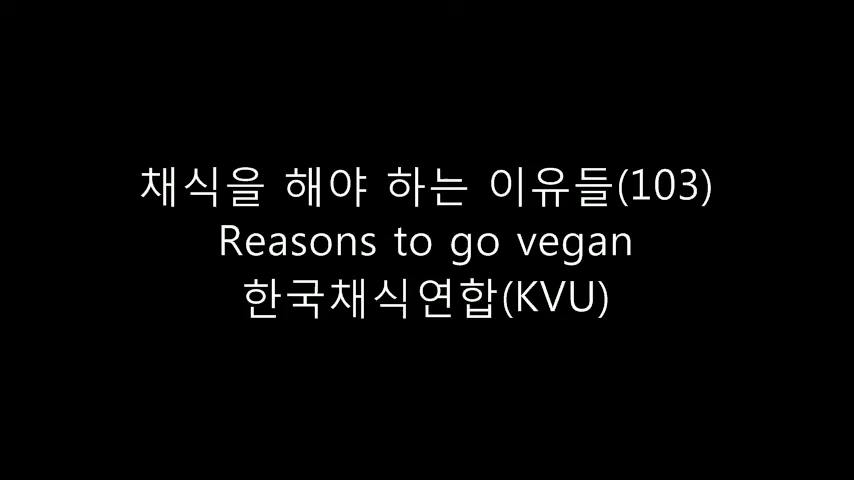 채식을 해야 하는 이유들(103)
Reasons to go vegan
한국채식연합(KVU)